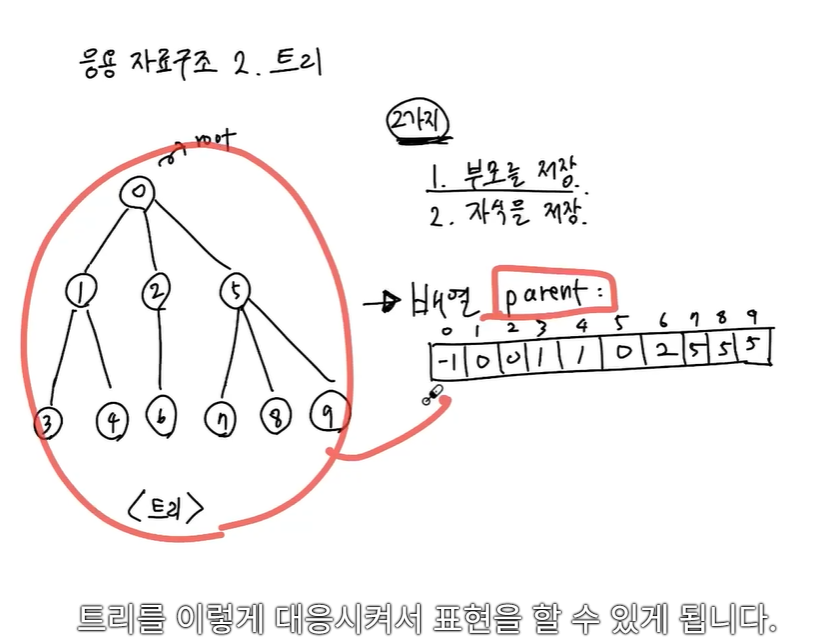 응용 자료구조 2. 트리
root
0
1 2 5
3 4 6 7 8 9
<트리>
2가지
1. 부모를 저장.
2. 자식을 저장.
배열 parent:
0 1 2 3 4 5 6 7 8 9
-1 0 0 1 1 0 2 5 5 5
트리를 이렇게 대응시켜서 표현을 할 수 있게 됩니다.